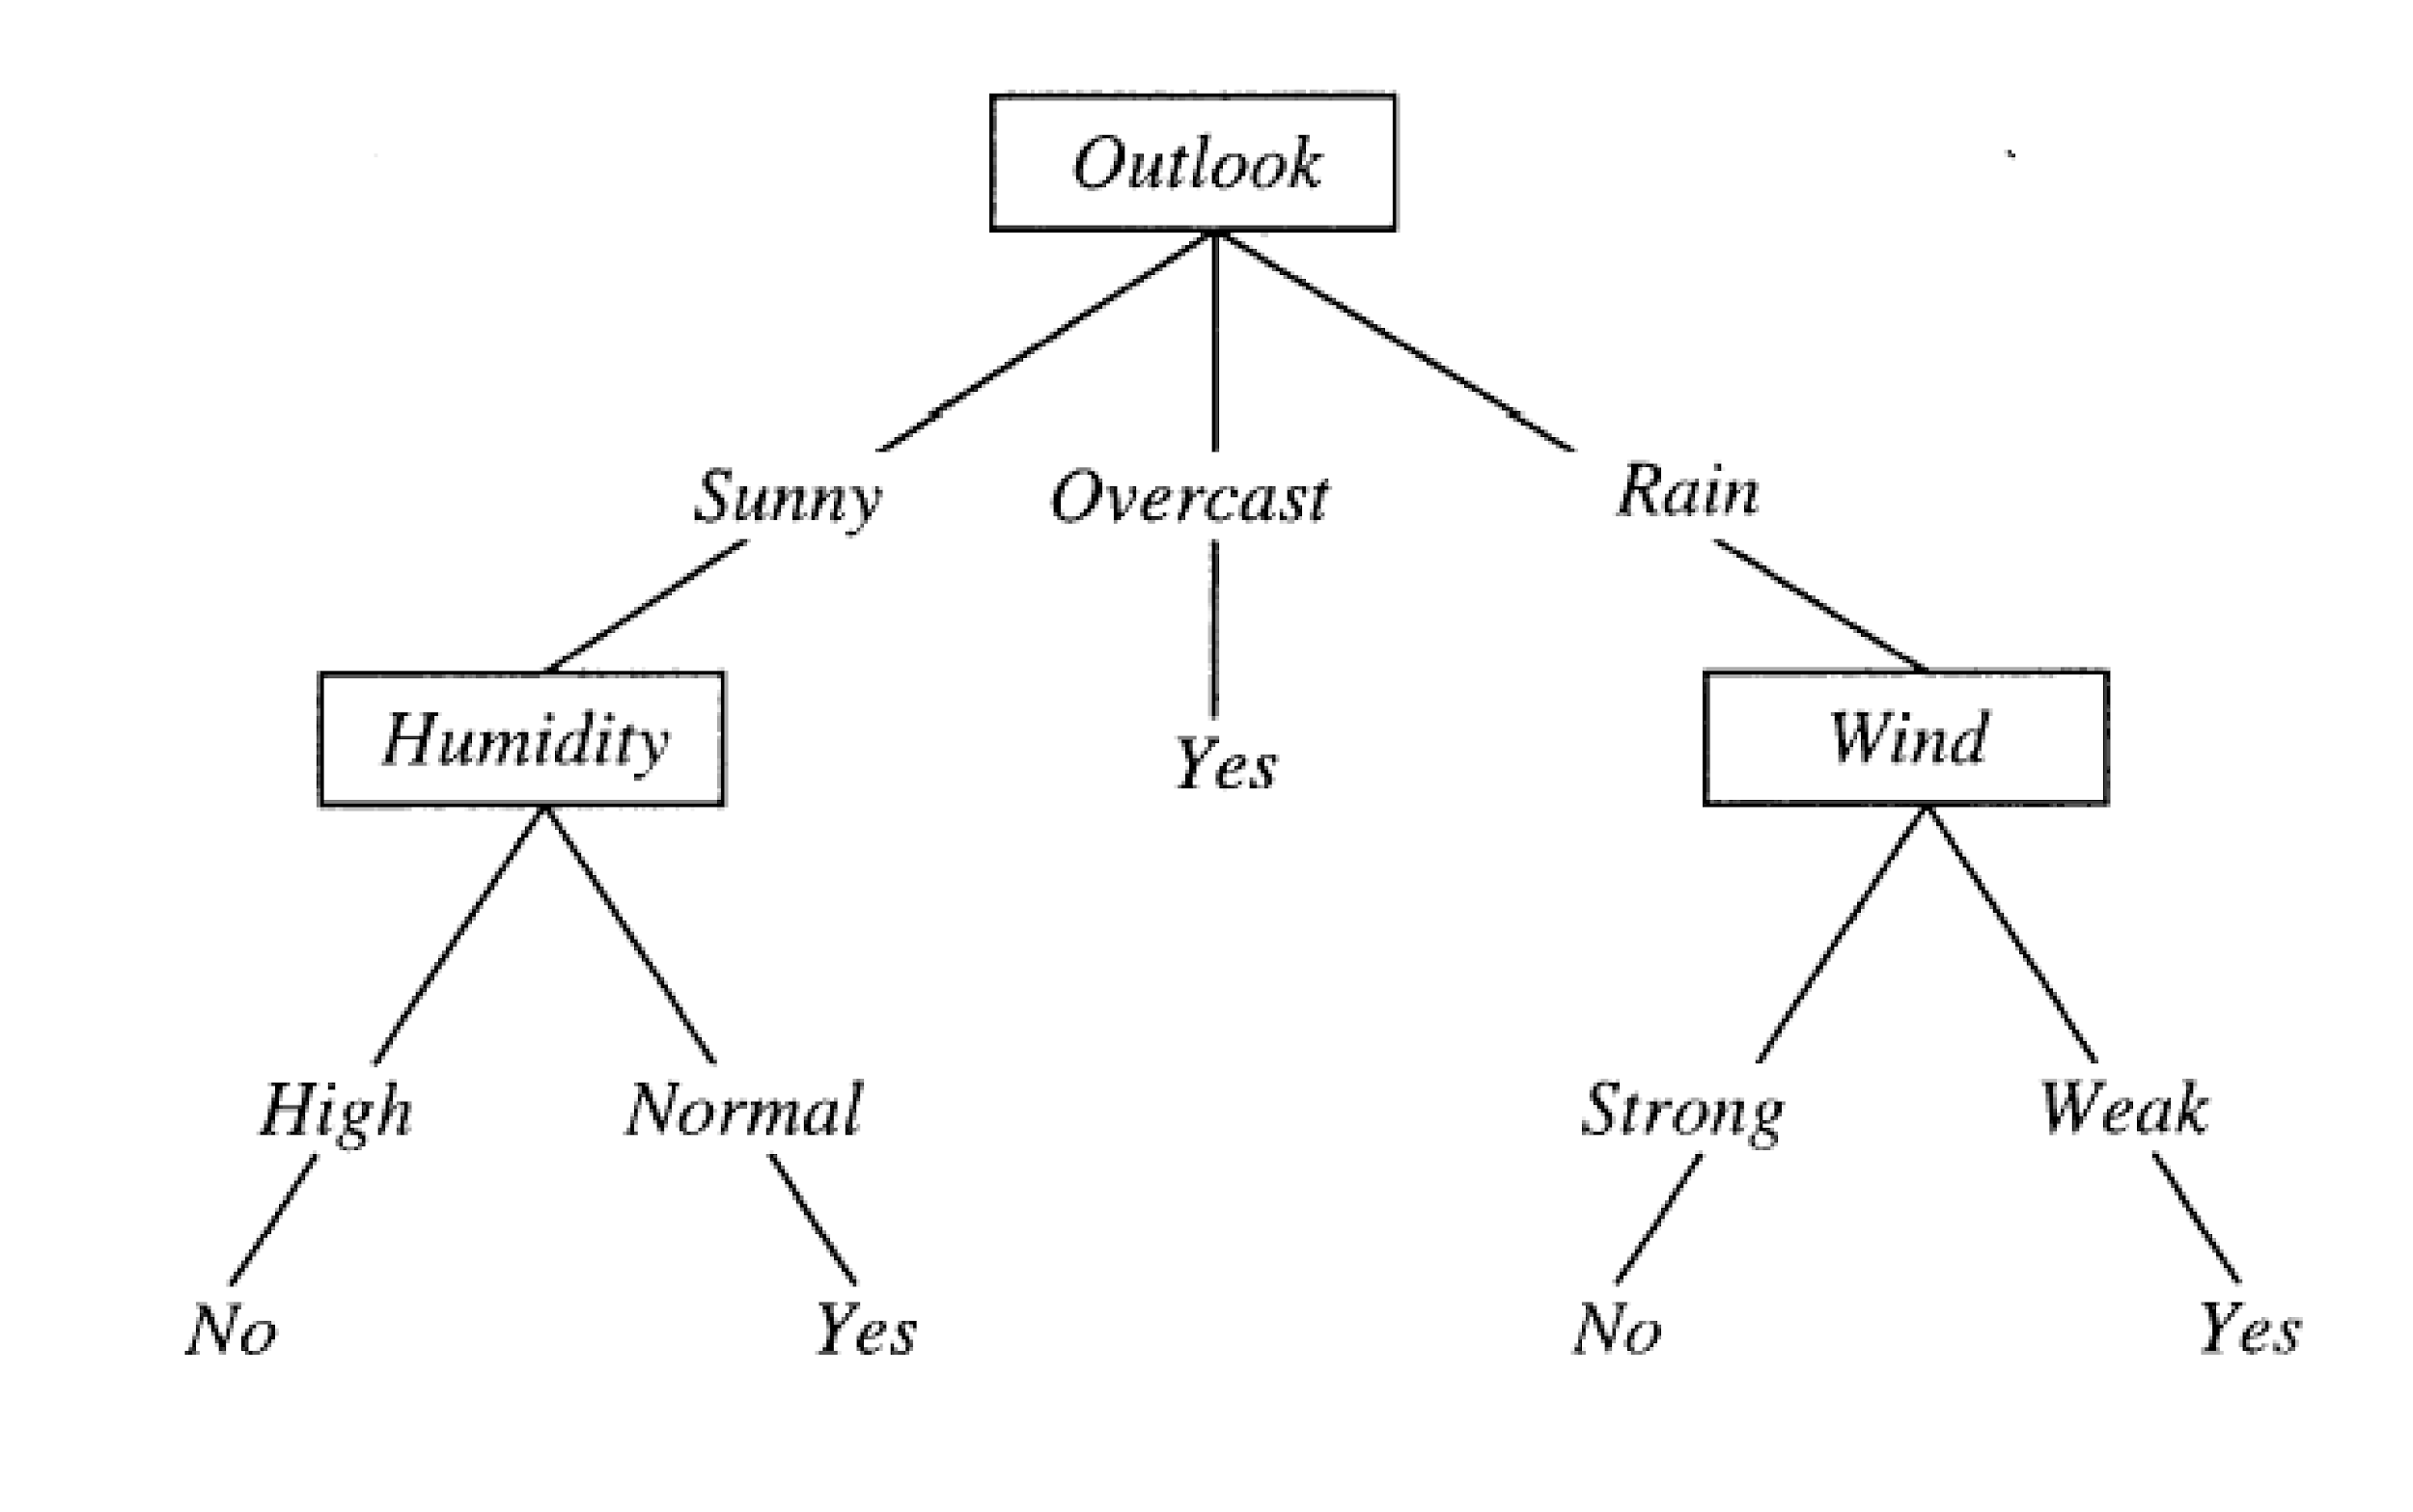 Outlook
Sunny Overcast Rain
Humidity Yes Wind
High Normal Strong Weak
No Yes No Yes